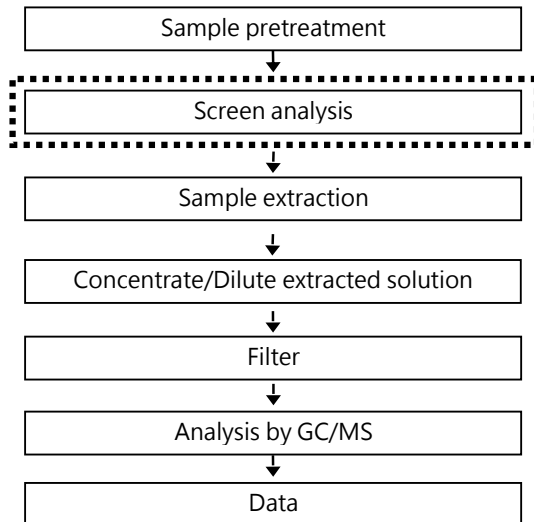 Sample pretreatment
Screen analysis
Sample extraction
Concentrate/Dilute extracted solution
Filter
Analysis by GC/MS
Data